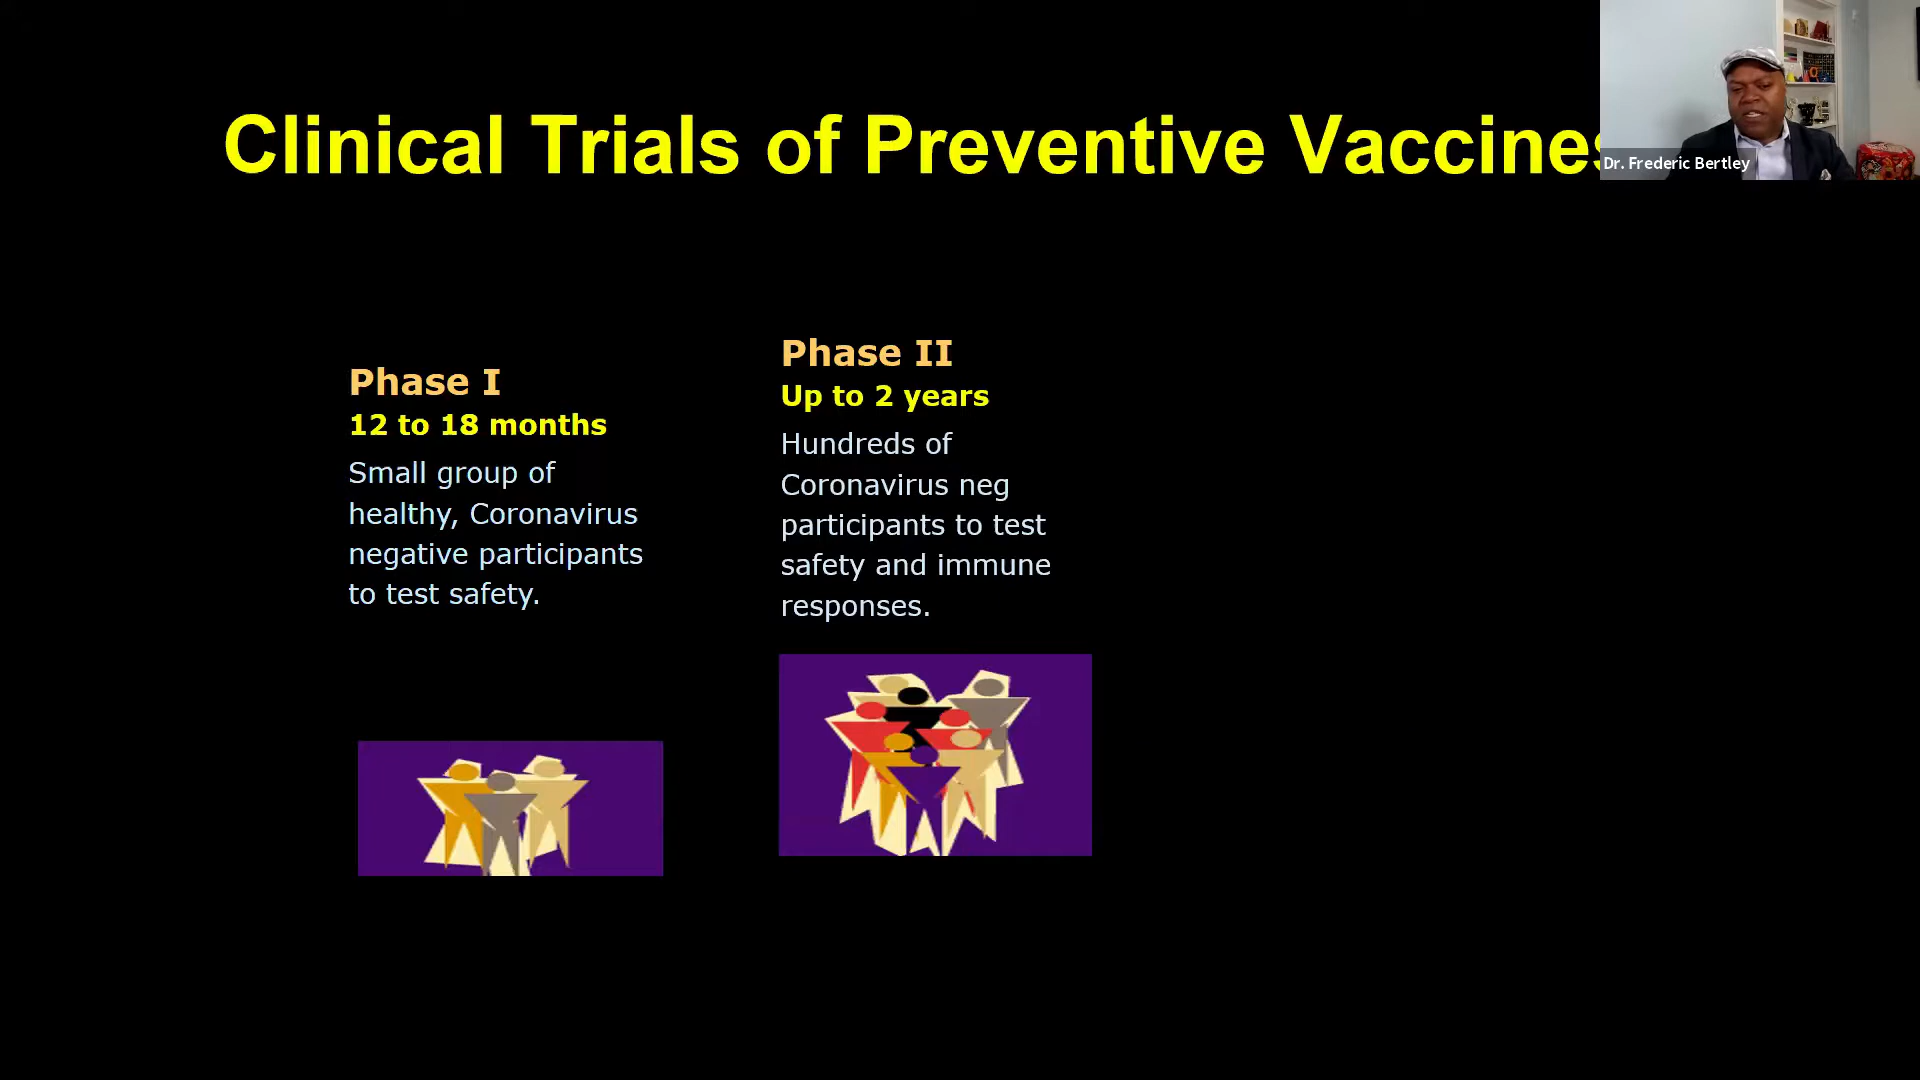 Clinical Trials of Preventive Vaccines
Dr. Frederic Bertley
Phase I
12 to 18 months
Small group of
healthy, Coronavirus
negative participants
to test safety.
Phase II
Up to 2 years
Hundreds of
Coronavirus neg
participants to test
safety and immune
responses.